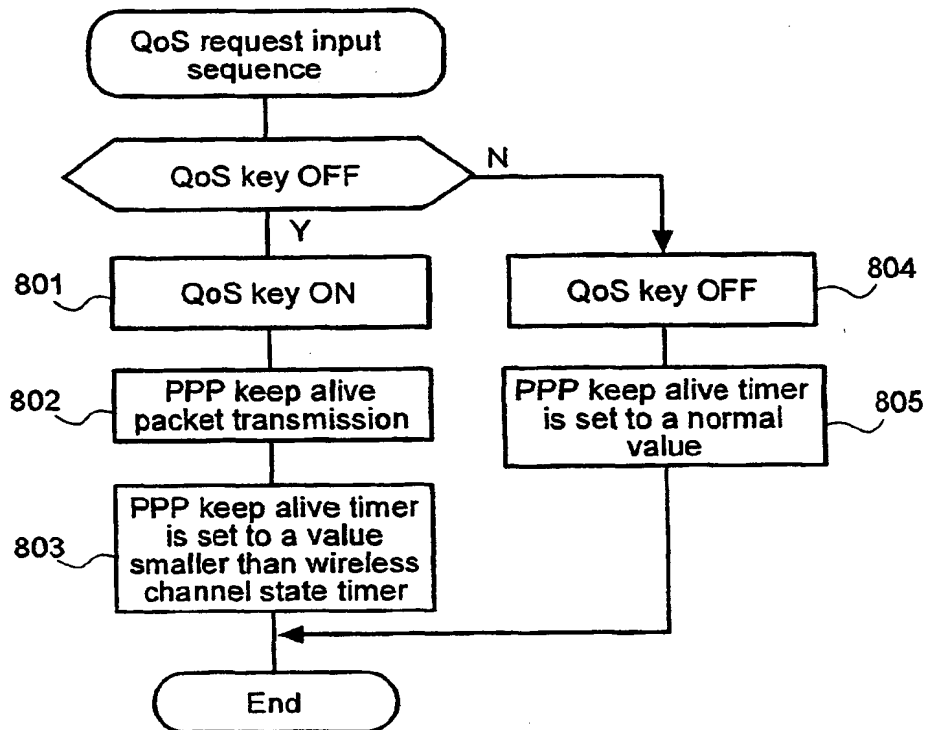 QoS request input
sequence
QoS key OFF
N
Y
801
QoS key ON
QoS key OFF
804
802
PPP keep alive
packet transmission
PPP keep alive timer
is set to a normal
value
805
803
PPP keep alive timer
is set to a value
smaller than wireless
channel state timer
End